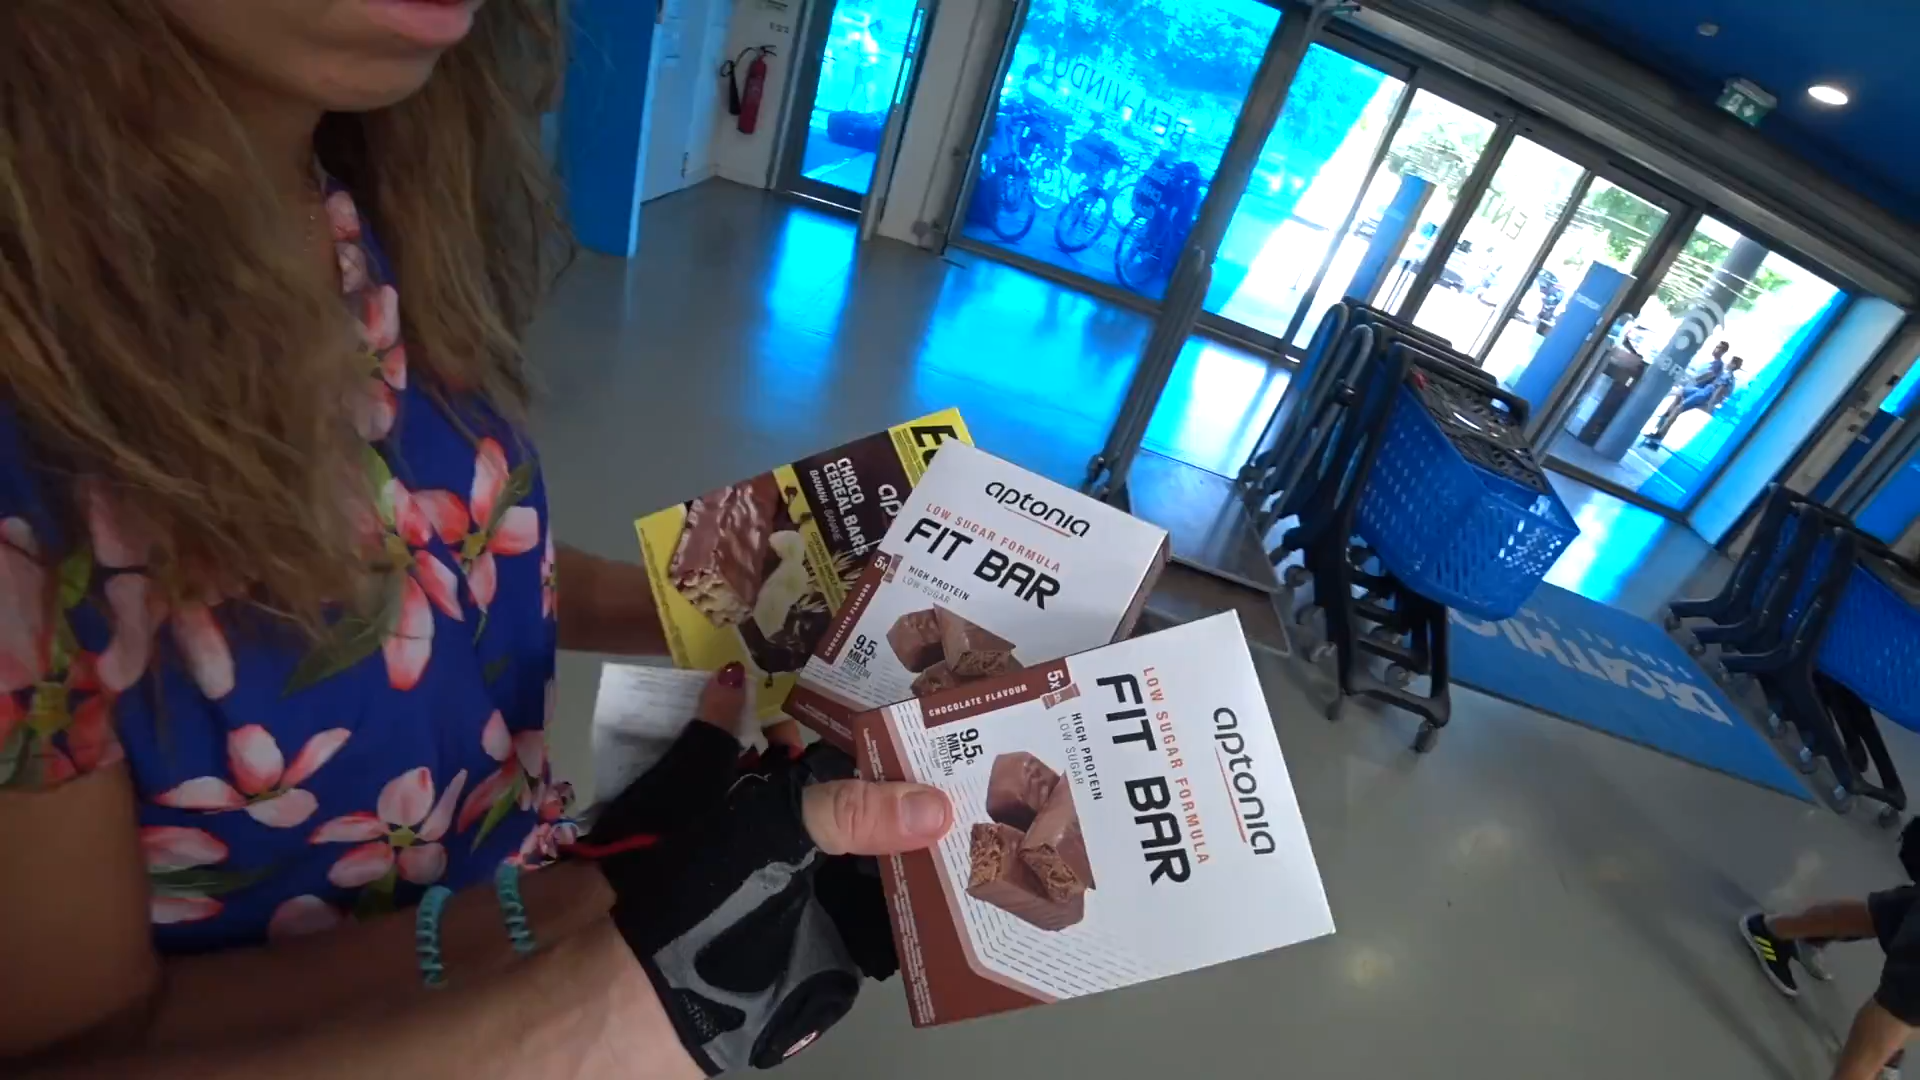 BEM-VINDO
CHOCO
CEREAL BARS
BANANA
aptonia
LOW SUGAR FORMULA
FIT BAR
5x
HIGH PROTEIN
LOW SUGAR
CHOCOLATE FLAVOUR
9.5g
MILK
PROTEIN
aptonia
LOW SUGAR FORMULA
FIT BAR
5x
HIGH PROTEIN
LOW SUGAR
CHOCOLATE FLAVOUR
9.5g
MILK
PROTEIN
DECATHLON